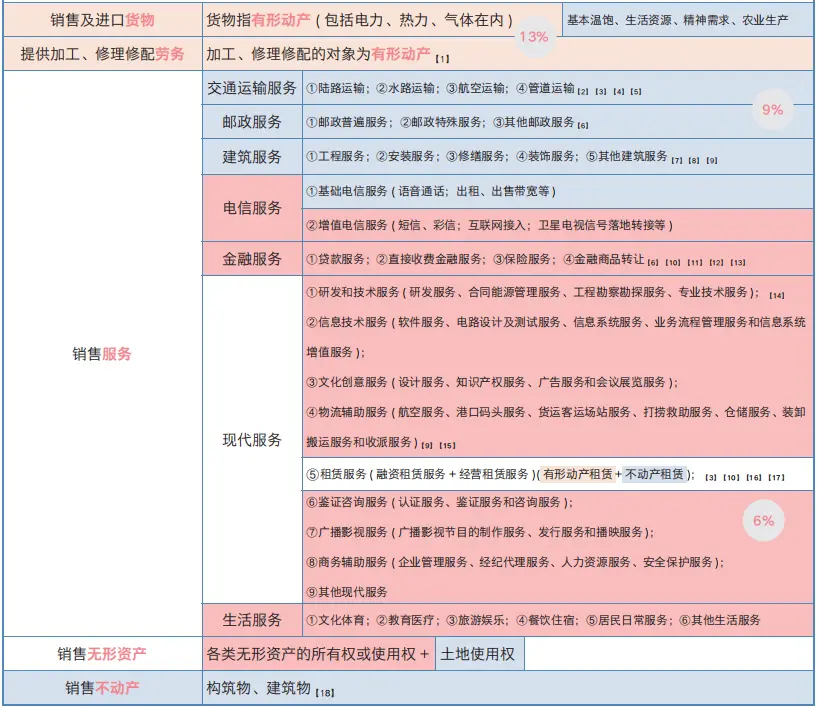 销售及进口货物
货物指有形动产(包括电力、热力、气体在内)
13%
基本温饱、生活资源、精神需求、农业生产
提供加工、修理修配劳务
加工、修理修配的对象为有形动产【1】
销售服务
交通运输服务
①陆路运输；②水路运输；③航空运输；④管道运输【2】【3】【4】【5】
9%
邮政服务
①邮政普遍服务；②邮政特殊服务；③其他邮政服务【6】
建筑服务
①工程服务；②安装服务；③修缮服务；④装饰服务；⑤其他建筑服务【7】【8】【9】
电信服务
①基础电信服务(语音通话；出租、出售带宽等)
②增值电信服务(短信、彩信；互联网接入；卫星电视信号落地转接等)
金融服务
①贷款服务；②直接收费金融服务；③保险服务；④金融商品转让【6】【10】【11】【12】【13】
现代服务
①研发和技术服务(研发服务、合同能源管理服务、工程勘察勘探服务、专业技术服务)；【14】
②信息技术服务(软件服务、电路设计及测试服务、信息系统服务、业务流程管理服务和信息系统
增值服务)；
③文化创意服务(设计服务、知识产权服务、广告服务和会议展览服务)；
④物流辅助服务(航空服务、港口码头服务、货运客运场站服务、打捞救助服务、仓储服务、装卸
搬运服务和收派服务)【9】【15】
⑤租赁服务(融资租赁服务+经营租赁服务)(有形动产租赁+不动产租赁)；【3】【10】【16】【17】
⑥鉴证咨询服务(认证服务、鉴证服务和咨询服务)；
6%
⑦广播影视服务(广播影视节目的制作服务、发行服务和播映服务)；
⑧商务辅助服务(企业管理服务、经纪代理服务、人力资源服务、安全保护服务)；
⑨其他现代服务
生活服务
①文化体育；②教育医疗；③旅游娱乐；④餐饮住宿；⑤居民日常服务；⑥其他生活服务
销售无形资产
各类无形资产的所有权或使用权+
土地使用权
销售不动产
构筑物、建筑物【18】